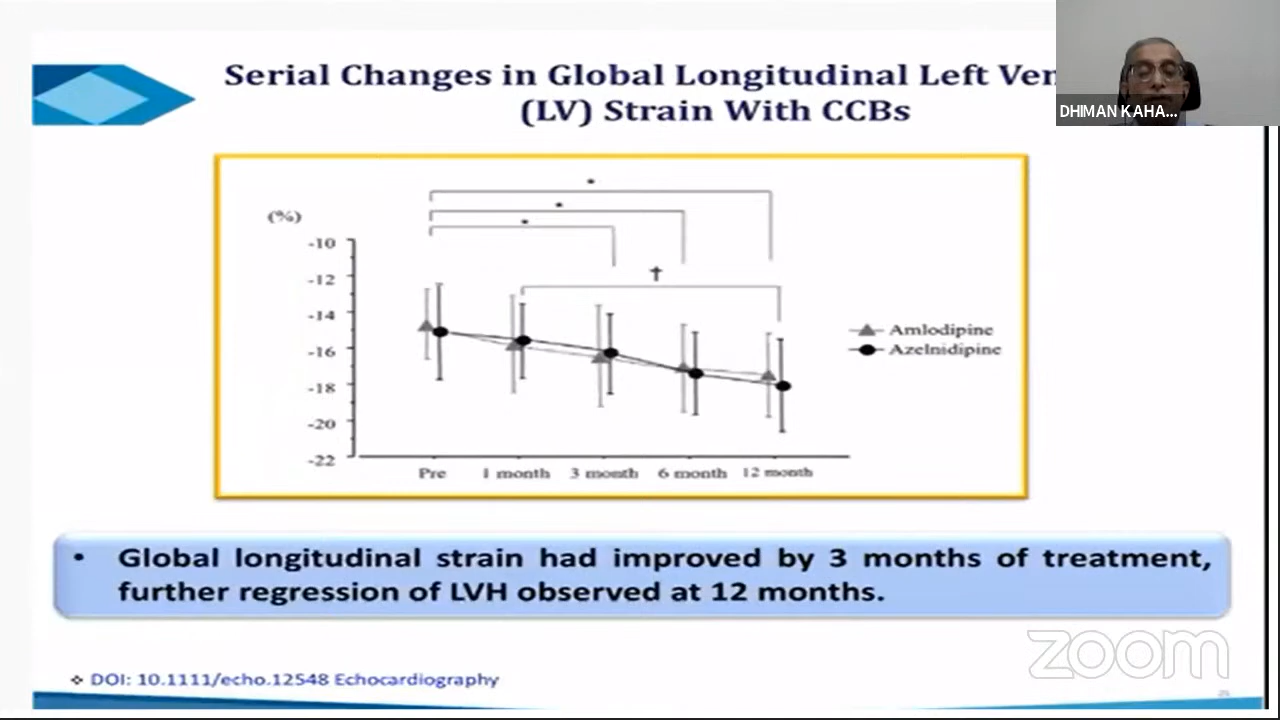 Serial Changes in Global Longitudinal Left Ven
(LV) Strain With CCBs
DHIMAN KAHA...
(%)
-10
-12
-14
-16
-18
-20
-22
*
*
*
†
Pre 1 month 3 month 6 month 12 month
Amlodipine
Azelnidipine
• Global longitudinal strain had improved by 3 months of treatment,
further regression of LVH observed at 12 months.
zoom
❖ DOI: 10.1111/echo.12548 Echocardiography